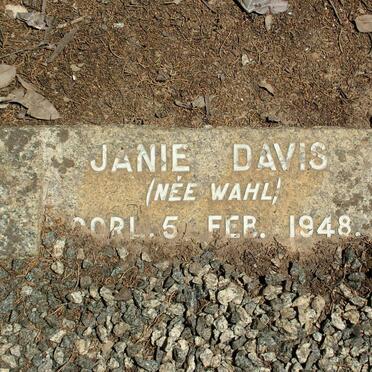 JANIE DAVIS
(NÉE WAHL)
OORL. 5 FEB. 1948.